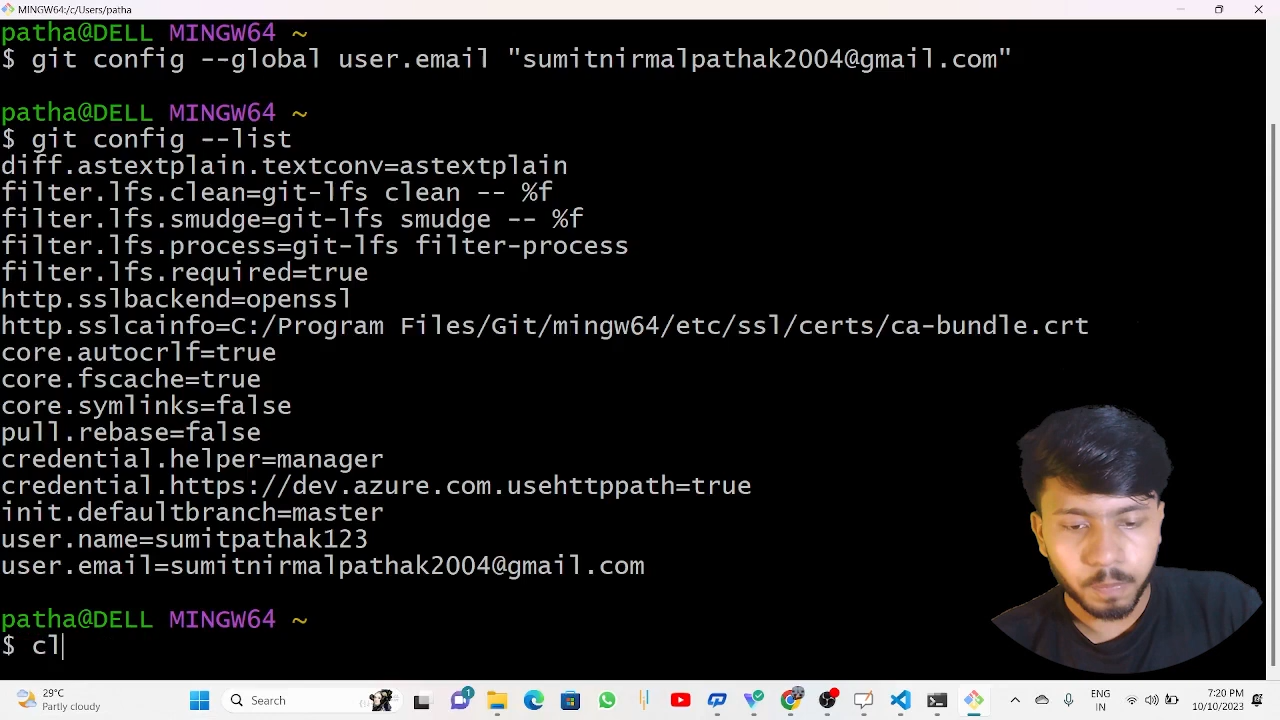 MINGW64:/c/Users/patha
patha@DELL MINGW64 ~
$ git config --global user.email "sumitnirmalpathak2004@gmail.com"
patha@DELL MINGW64 ~
$ git config --list
diff.astextplain.textconv=astextplain
filter.lfs.clean=git-lfs clean -- %f
filter.lfs.smudge=git-lfs smudge -- %f
filter.lfs.process=git-lfs filter-process
filter.lfs.required=true
http.sslbackend=openssl
http.sslcainfo=C:/Program Files/Git/mingw64/etc/ssl/certs/ca-bundle.crt
core.autocrlf=true
core.fscache=true
core.symlinks=false
pull.rebase=false
credential.helper=manager
credential.https://dev.azure.com.usehttppath=true
init.defaultbranch=master
user.name=sumitpathak123
user.email=sumitnirmalpathak2004@gmail.com
patha@DELL MINGW64 ~
$ cl
29°C
Partly cloudy
Search
1
ENG
IN
7:20 PM
/10/2023